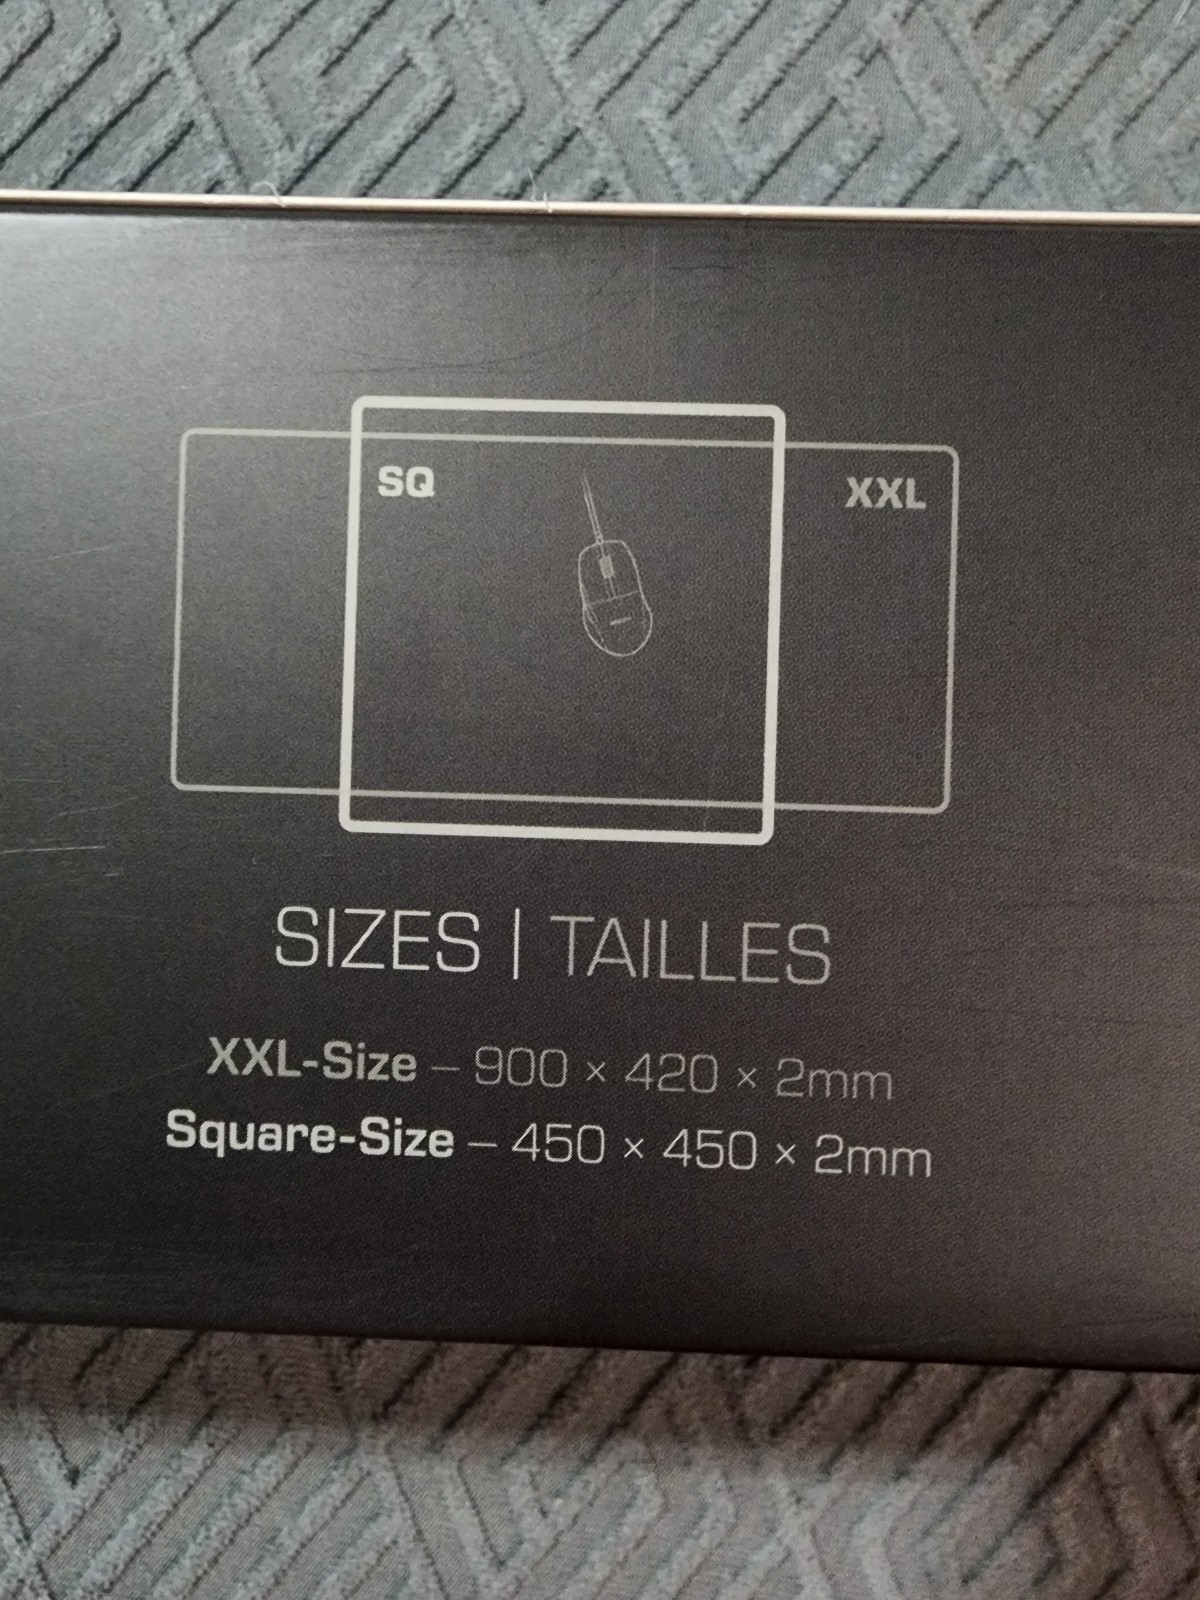 SQ
XXL
SIZES | TAILLES
XXL-Size – 900 × 420 × 2mm
Square-Size – 450 × 450 × 2mm